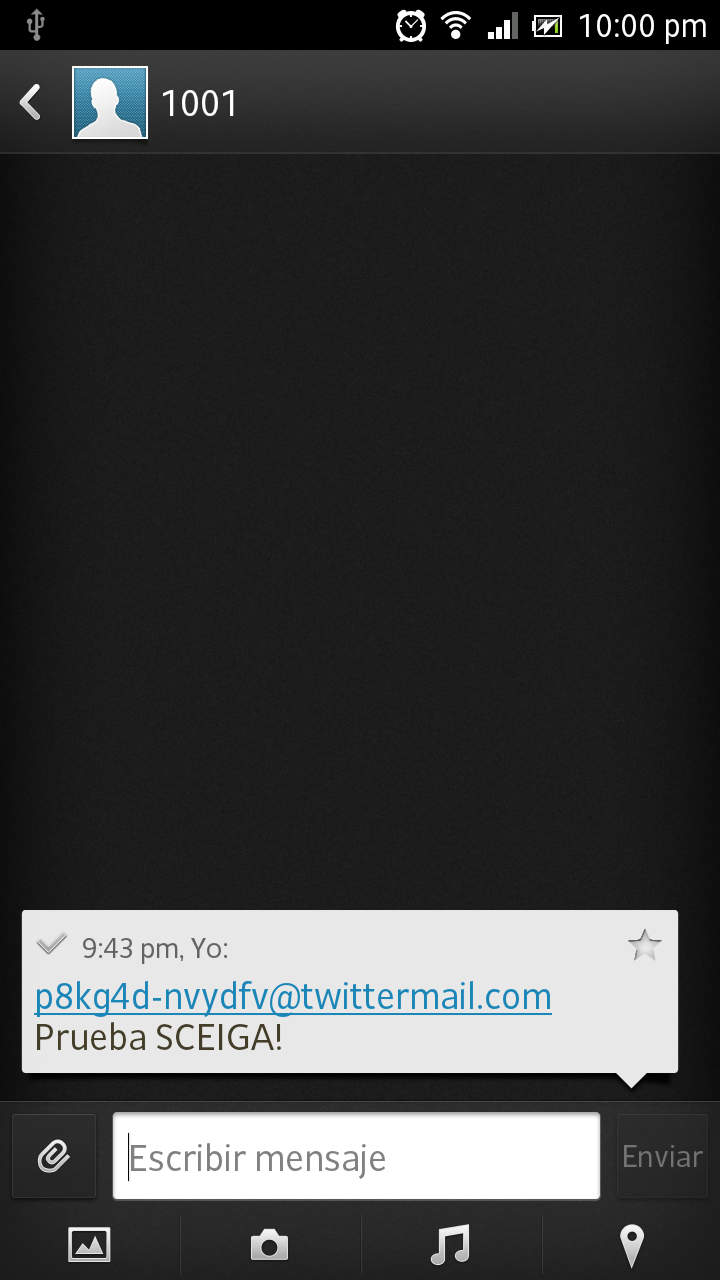 10:00 pm
1001
9:43 pm, Yo:
p8kg4d-nvydfv@twittermail.com
Prueba SCEIGA!
Escribir mensaje
Enviar